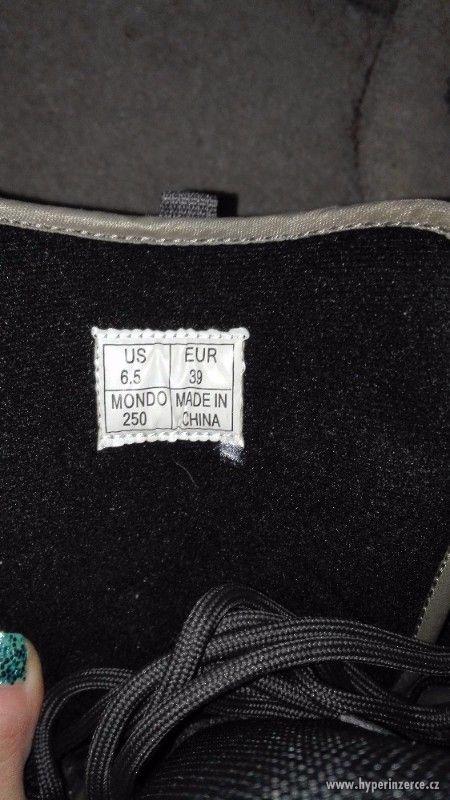 US EUR
6.5 39
MONDO MADE IN
250 CHINA
www.hyperinzerce.cz